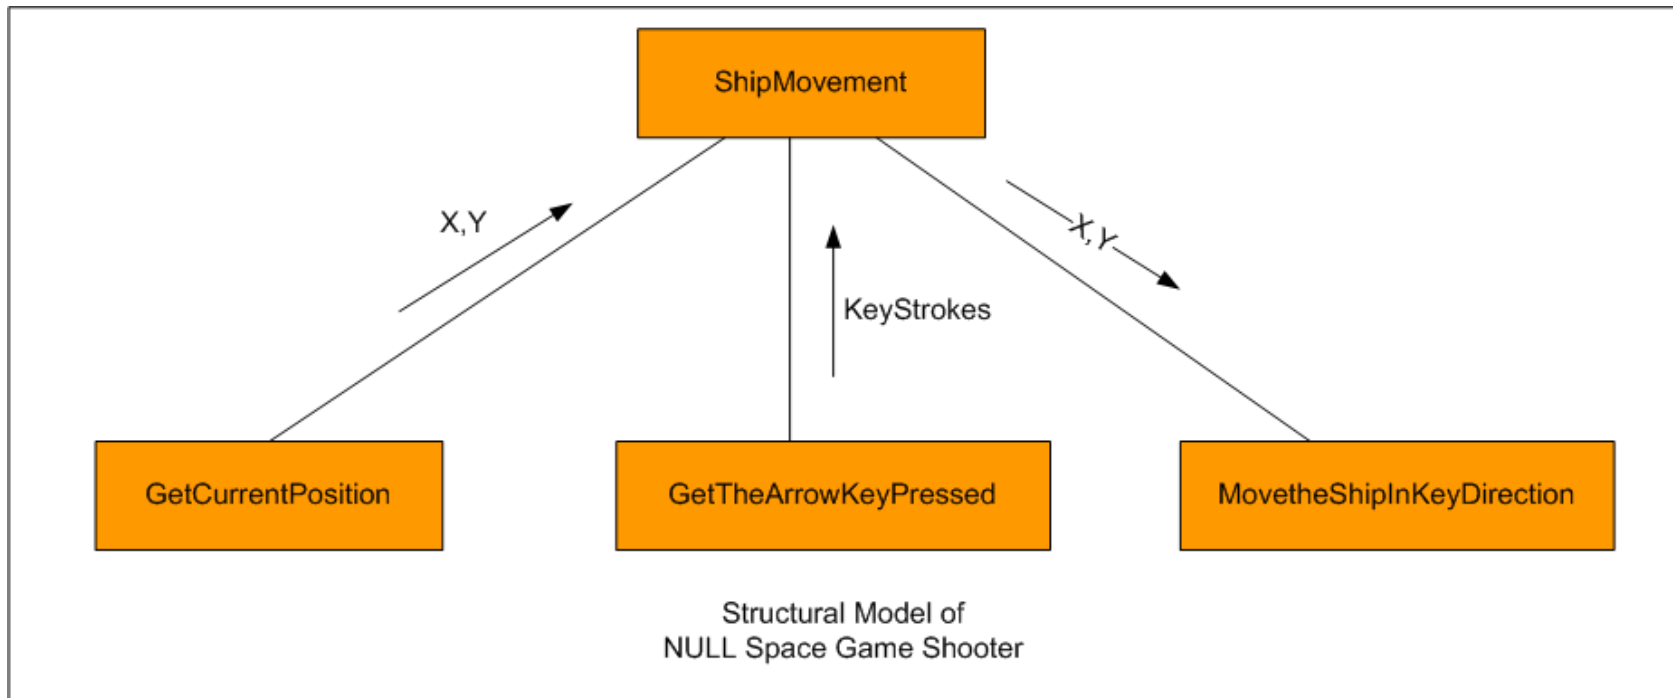 ShipMovement
X,Y
X,Y
KeyStrokes
GetCurrentPosition
GetTheArrowKeyPressed
MovetheShipInKeyDirection
Structural Model of
NULL Space Game Shooter